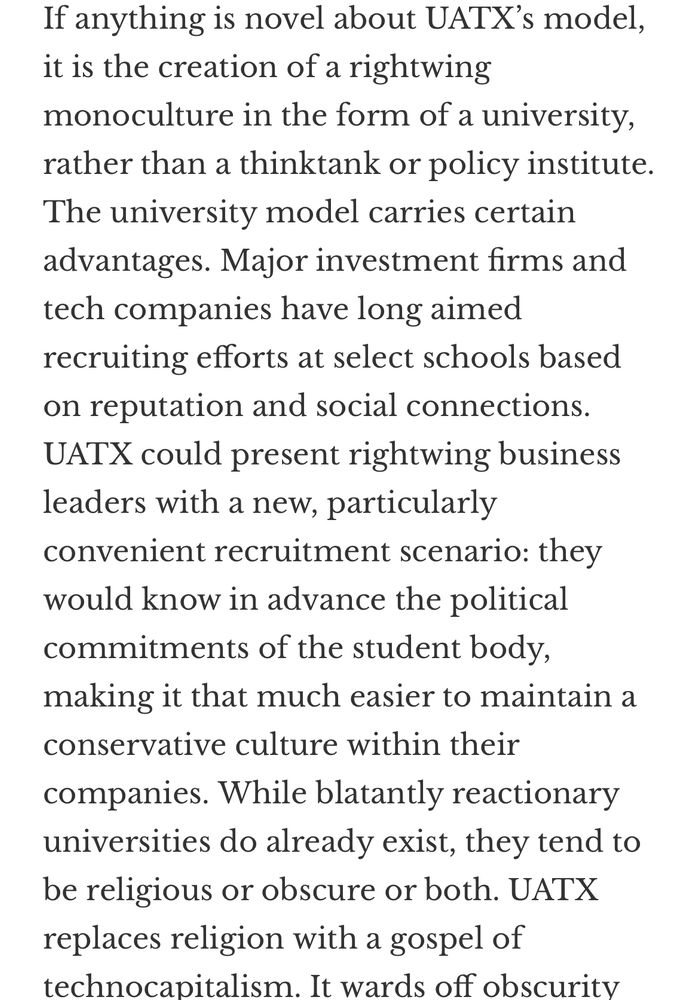 If anything is novel about UATX’s model,
it is the creation of a rightwing
monoculture in the form of a university,
rather than a thinktank or policy institute.
The university model carries certain
advantages. Major investment firms and
tech companies have long aimed
recruiting efforts at select schools based
on reputation and social connections.
UATX could present rightwing business
leaders with a new, particularly
convenient recruitment scenario: they
would know in advance the political
commitments of the student body,
making it that much easier to maintain a
conservative culture within their
companies. While blatantly reactionary
universities do already exist, they tend to
be religious or obscure or both. UATX
replaces religion with a gospel of
technocapitalism. It wards off obscurity